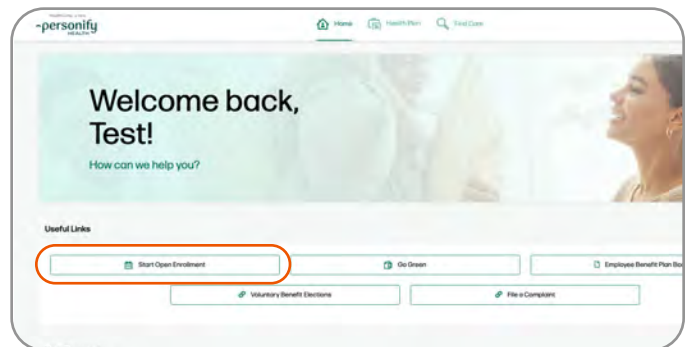 personify
HEALTH
Home
Health Plan
Find Care
Welcome back,
Test!
How can we help you?
Useful Links
Start Open Enrollment
Go Green
Employee Benefit Plan Boo
Voluntary Benefit Elections
File a Complaint